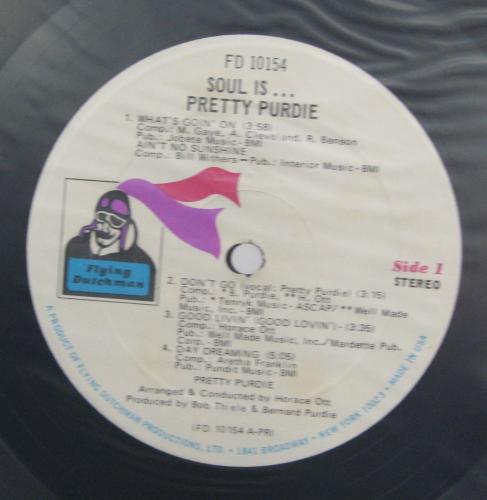 FD 10154
SOUL IS ...
PRETTY PURDIE
1. WHAT'S GOIN' ON (3:58)
Comp.: M. Gaye, A. Cleveland, R. Benson
Pub.: Jobete Music - BMI
AIN'T NO SUNSHINE
Comp.: Bill Withers - Pub.: Interior Music - BMI
Flying
Dutchman
Side 1
STEREO
2. DON'T GO (vocal: Pretty Purdie) (3:15)
Comp.: *B. Purdie, **H. Ott
Pub.: *Tenryk Music - ASCAP/**Well Made
Music, Inc. - BMI
3. GOOD LIVIN' (GOOD LOVIN') - (3:35)
Comp.: Horace Ott
Pub.: Well Made Music, Inc./Mardette Pub.
Corp. - BMI
4. DAY DREAMING (5:05)
Comp.: Aretha Franklin
Pub.: Pundit Music - BMI
PRETTY PURDIE
Arranged & Conducted by Horace Ott
Produced by Bob Thiele & Bernard Purdie
(FD 10154 A-PR)
A PRODUCT OF FLYING DUTCHMAN PRODUCTIONS, LTD. • 1841 BROADWAY • NEW YORK 10023 • MADE IN USA